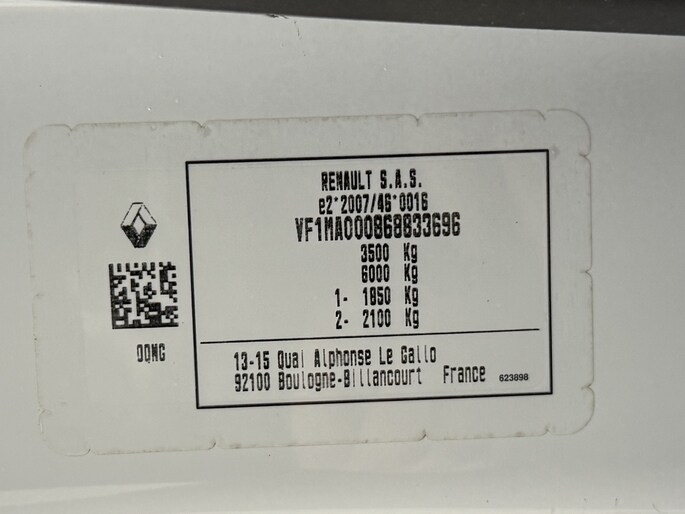 RENAULT S.A.S.
e2*2007/46*0016
VF1MA000868833696
3500 Kg
6000 Kg
1- 1850 Kg
2- 2100 Kg
13-15 Quai Alphonse Le Gallo
92100 Boulogne-Billancourt France 623898